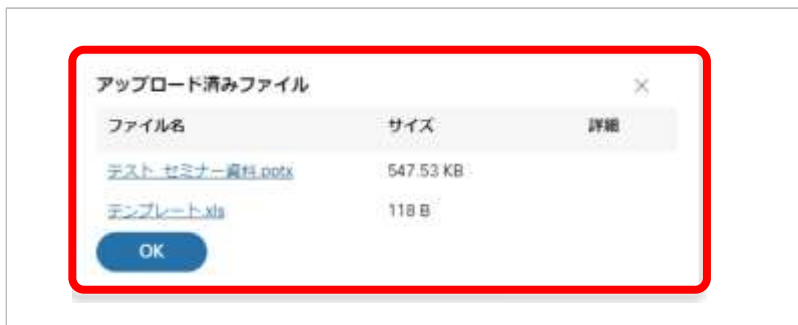 アップロード済みファイル ×
ファイル名 サイズ 詳細
テスト セミナー資料.potx 547.53 KB
テンプレート.xls 118 B
OK